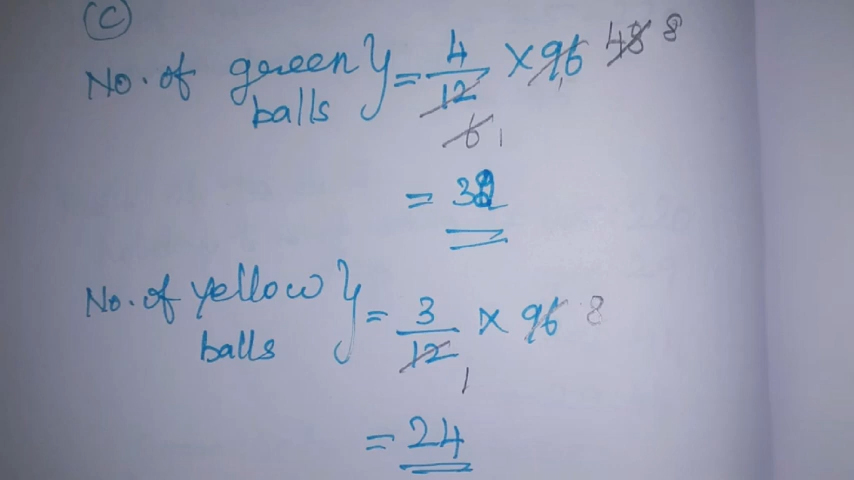 (C)
No. of green balls } = 4/12 × 96 48 8
6 1
= 32
No. of yellow balls } = 3/12 × 96 8
1
= 24